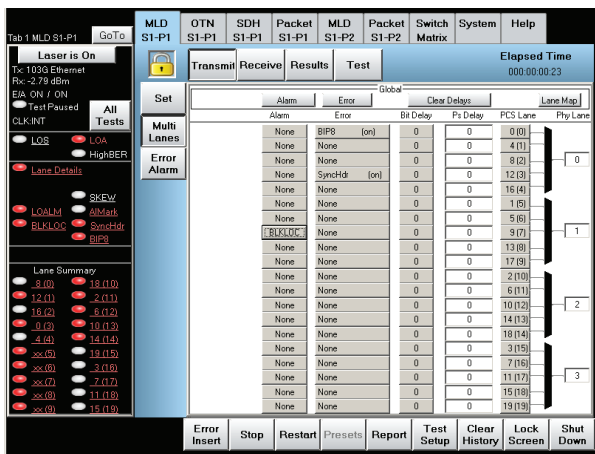 Tab 1 MLD S1-P1 GoTo
MLD S1-P1 OTN S1-P1 SDH S1-P1 Packet S1-P1 MLD S1-P2 Packet S1-P2 Switch Matrix System Help
Laser is On
Tx: 103G Ethernet
Rx: -2.79 dBm
E/A ON / ON
Test Paused
CLK:INT
All Tests
LOS LOA
HighBER
Lane Details
SKEW
LOALM AlMark
BLKLOC SyncHdr
BIP8
Lane Summary
8 (0) 18 (10)
12 (1) 2 (11)
16 (2) 6 (12)
0 (3) 10 (13)
4 (4) 14 (14)
xx (5) 19 (15)
xx (6) 3 (16)
xx (7) 7 (17)
xx (8) 11 (18)
xx (9) 15 (19)
Transmit Receive Results Test
Elapsed Time
000:00:00:23
Set
Multi Lanes
Error Alarm
Global
Alarm Error Clear Delays Lane Map
Alarm Error Bit Delay Ps Delay PCS Lane Phy Lane
None BIP8 (on) 0 0 0 (0)
None None 0 0 4 (1)
None None 0 0 8 (2) 0
None SyncHdr (on) 0 0 12 (3)
None None 0 0 16 (4)
None None 0 0 1 (5)
None None 0 0 5 (6)
BLKLOC None 0 0 9 (7) 1
None None 0 0 13 (8)
None None 0 0 17 (9)
None None 0 0 2 (10)
None None 0 0 6 (11)
None None 0 0 10 (12) 2
None None 0 0 14 (13)
None None 0 0 18 (14)
None None 0 0 3 (15)
None None 0 0 7 (16)
None None 0 0 11 (17) 3
None None 0 0 15 (18)
None None 0 0 19 (19)
Error Insert Stop Restart Presets Report Test Setup Clear History Lock Screen Shut Down